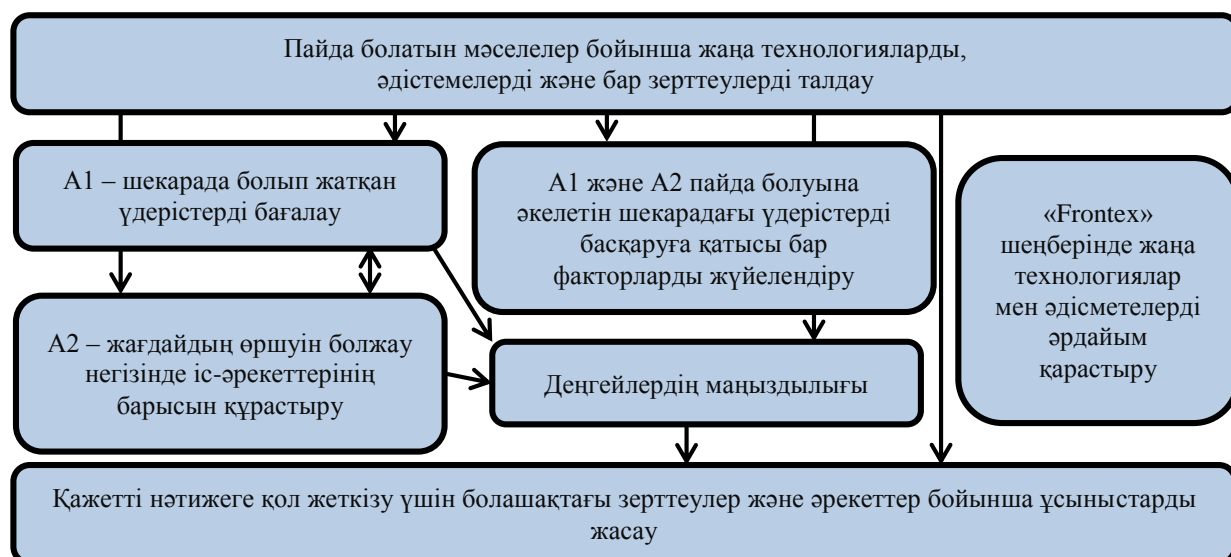 Пайда болатын мәселелер бойынша жаңа технологияларды,
әдістемелерді және бар зерттеулерді талдау
А1 – шекарада болып жатқан
үдерістерді бағалау
А1 және А2 пайда болуына
әкелетін шекарадағы үдерістерді
басқаруға қатысы бар
факторларды жүйелендіру
«Frontex»
шеңберінде жаңа
технологиялар
мен әдісметелерді
әрдайым
қарастыру
А2 – жағдайдың өршуін болжау
негізінде іс-әрекеттерінің
барысын құрастыру
Деңгейлердің маңыздылығы
Қажетті нәтижеге қол жеткізу үшін болашақтағы зерттеулер және әрекеттер бойынша ұсыныстарды
жасау